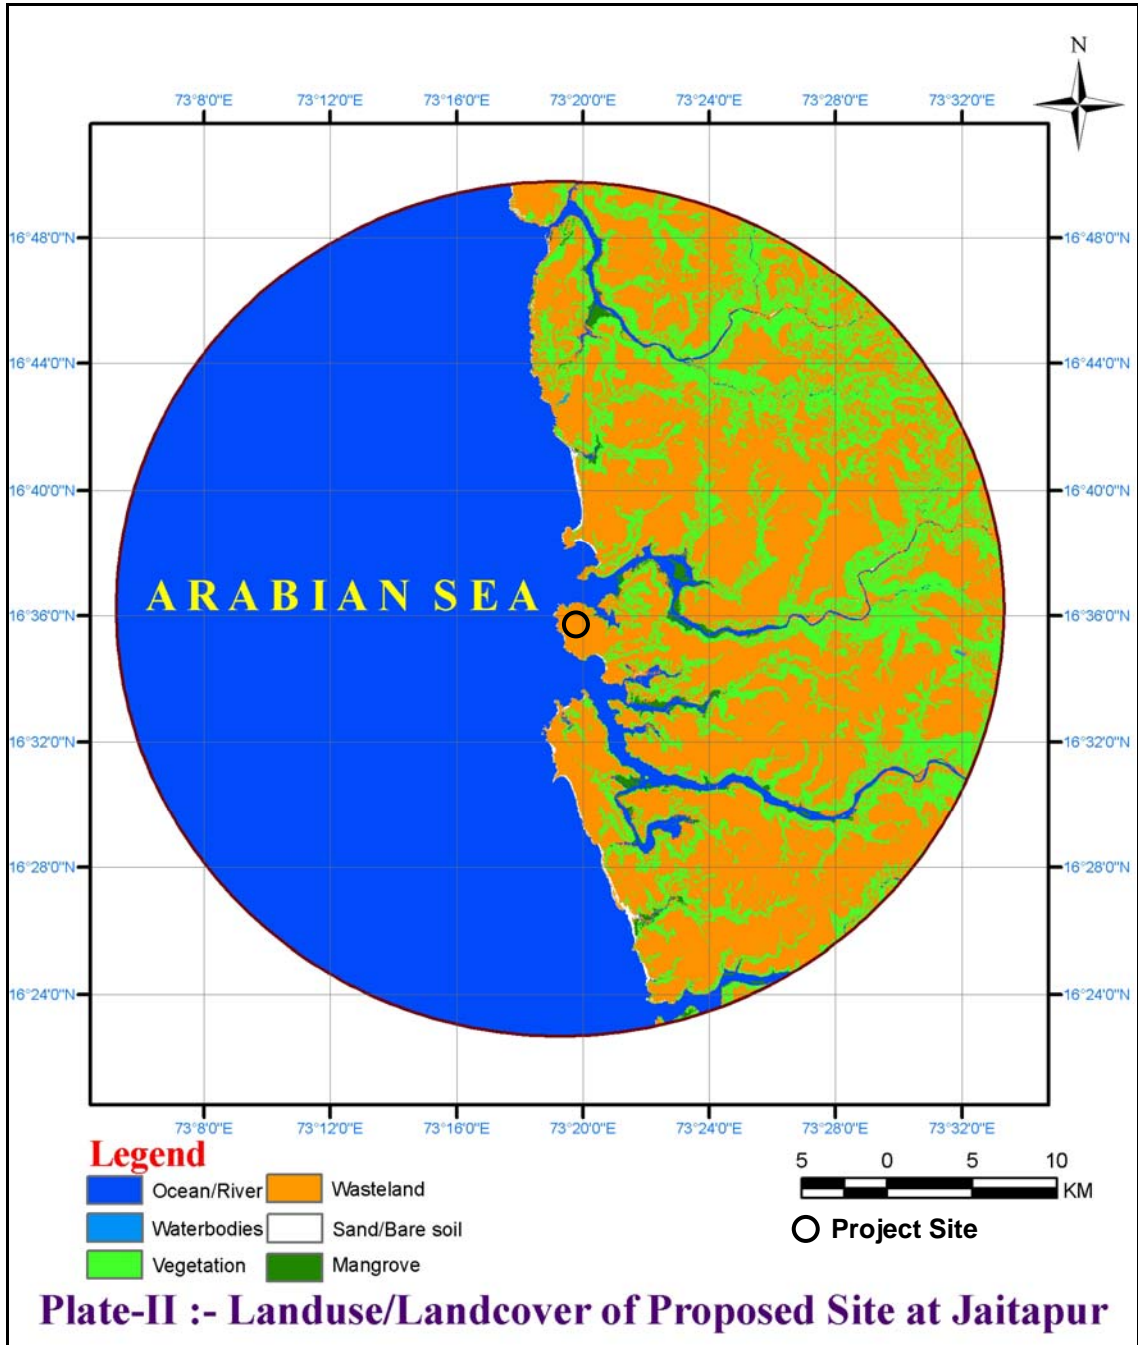 N
73°8'0"E 73°12'0"E 73°16'0"E 73°20'0"E 73°24'0"E 73°28'0"E 73°32'0"E
16°48'0"N 16°48'0"N
16°44'0"N 16°44'0"N
16°40'0"N 16°40'0"N
ARABIAN SEA
16°36'0"N 16°36'0"N
16°32'0"N 16°32'0"N
16°28'0"N 16°28'0"N
16°24'0"N 16°24'0"N
73°8'0"E 73°12'0"E 73°16'0"E 73°20'0"E 73°24'0"E 73°28'0"E 73°32'0"E
Legend
Ocean/River Wasteland
Waterbodies Sand/Bare soil
Vegetation Mangrove
5 0 5 10
KM
Project Site
Plate-II :- Landuse/Landcover of Proposed Site at Jaitapur